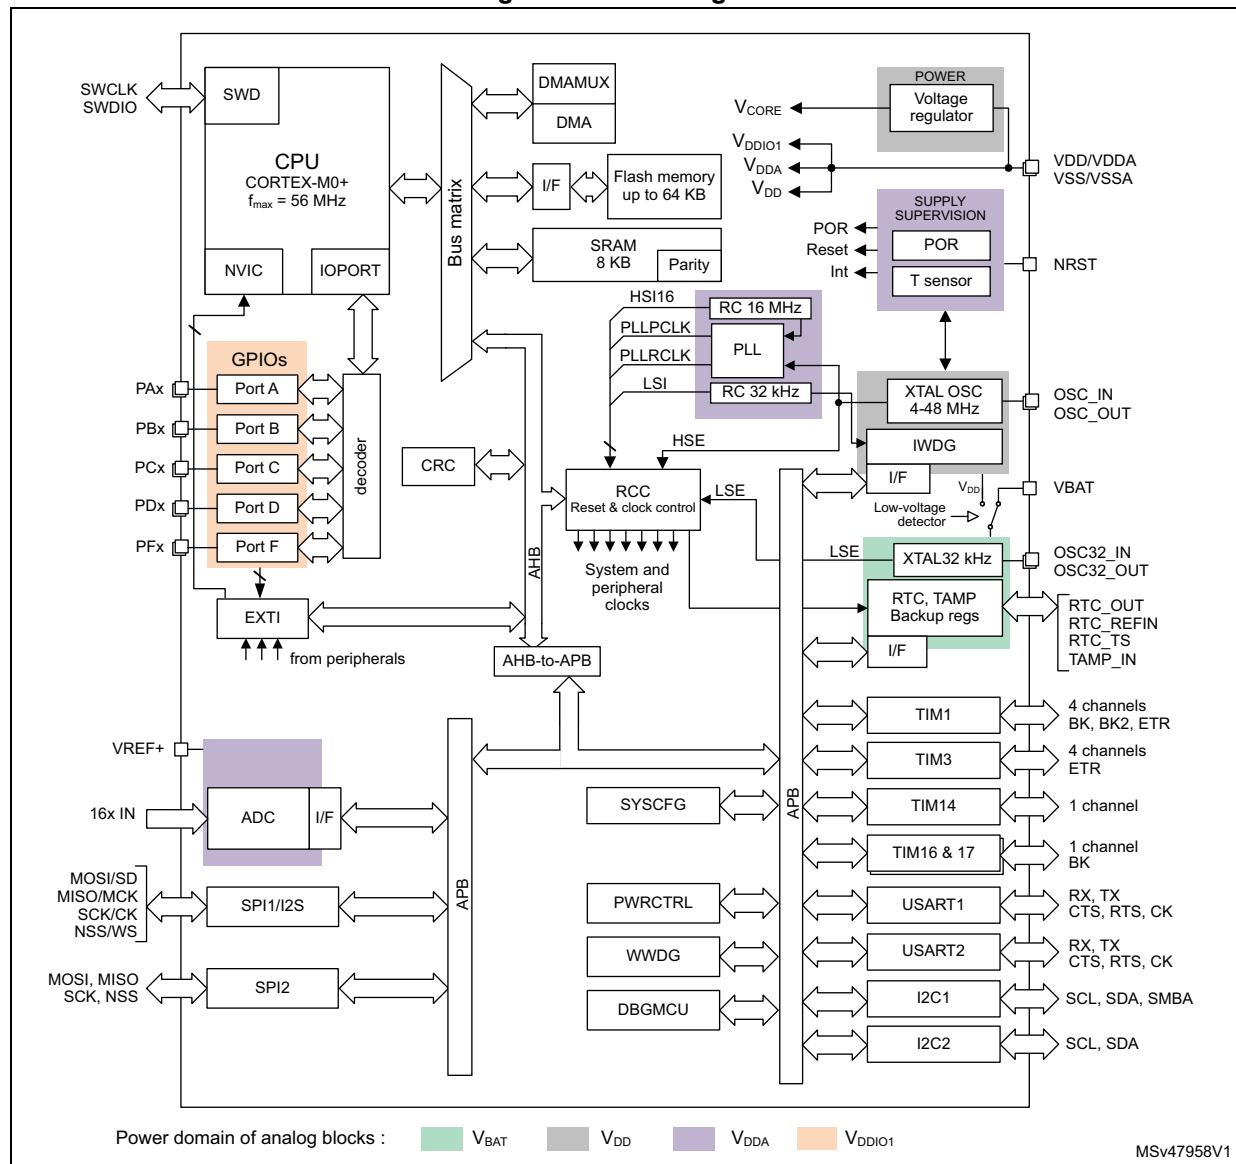 SWCLK
SWDIO
SWD
CPU
CORTEX-M0+
fmax = 56 MHz
NVIC
IOPORT
Bus matrix
DMAMUX
DMA
I/F
Flash memory
up to 64 KB
SRAM
8 KB
Parity
POWER
Voltage
regulator
VCORE
VDDIO1
VDDA
VDD
VDD/VDDA
VSS/VSSA
SUPPLY
SUPERVISION
POR
Reset
Int
POR
T sensor
NRST
HSI16
PLLPCLK
PLLRCLK
LSI
RC 16 MHz
PLL
RC 32 kHz
XTAL OSC
4-48 MHz
IWDG
I/F
OSC_IN
OSC_OUT
HSE
GPIOs
PAx
Port A
PBx
Port B
PCx
Port C
PDx
Port D
PFx
Port F
decoder
CRC
RCC
Reset & clock control
LSE
System and
peripheral
clocks
VDD
VBAT
Low-voltage
detector
LSE
XTAL32 kHz
OSC32_IN
OSC32_OUT
RTC, TAMP
Backup regs
I/F
RTC_OUT
RTC_REFIN
RTC_TS
TAMP_IN
AHB
EXTI
from peripherals
AHB-to-APB
VREF+
16x IN
ADC
I/F
MOSI/SD
MISO/MCK
SCK/CK
NSS/WS
SPI1/I2S
MOSI, MISO
SCK, NSS
SPI2
APB
SYSCFG
PWRCTRL
WWDG
DBGMCU
APB
TIM1
4 channels
BK, BK2, ETR
TIM3
4 channels
ETR
TIM14
1 channel
TIM16 & 17
1 channel
BK
USART1
RX, TX
CTS, RTS, CK
USART2
RX, TX
CTS, RTS, CK
I2C1
SCL, SDA, SMBA
I2C2
SCL, SDA
Power domain of analog blocks :
VBAT
VDD
VDDA
VDDIO1
MSv47958V1